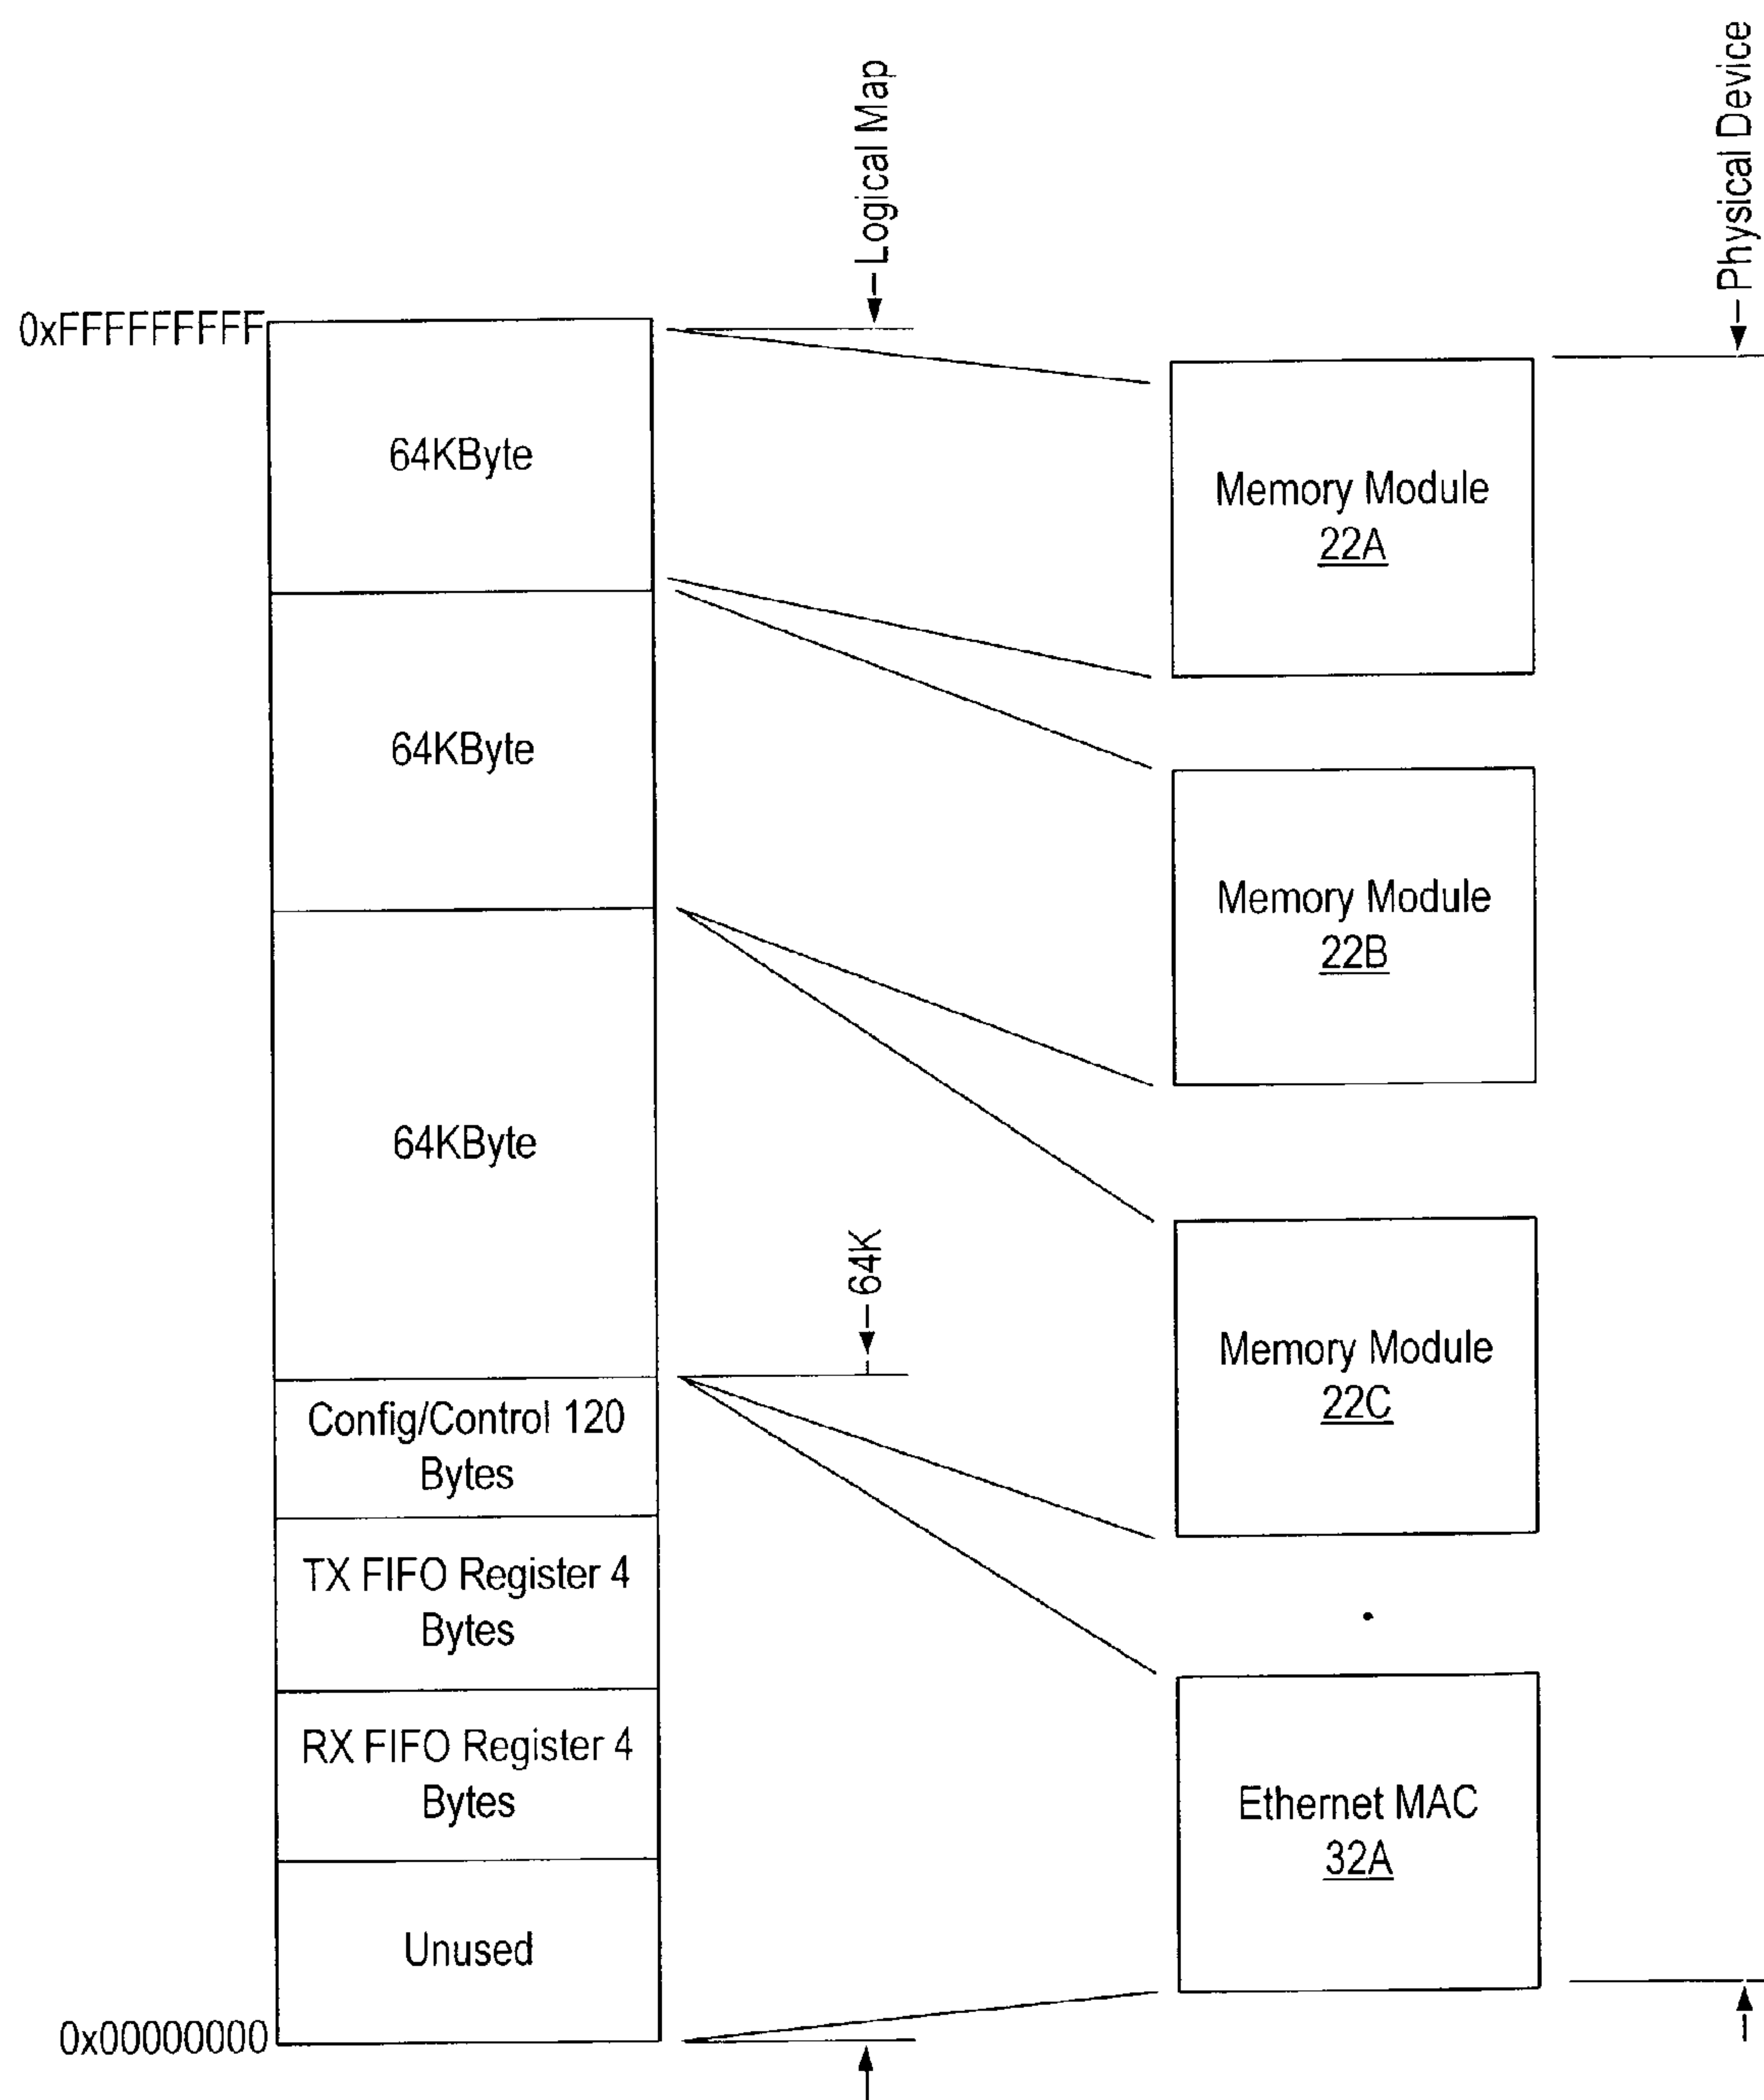 Logical Map
Physical Device
0xFFFFFFFFF
64KByte
Memory Module
22A
64KByte
Memory Module
22B
64KByte
64K
Memory Module
22C
Config/Control 120
Bytes
TX FIFO Register 4
Bytes
RX FIFO Register 4
Bytes
Ethernet MAC
32A
Unused
0x00000000